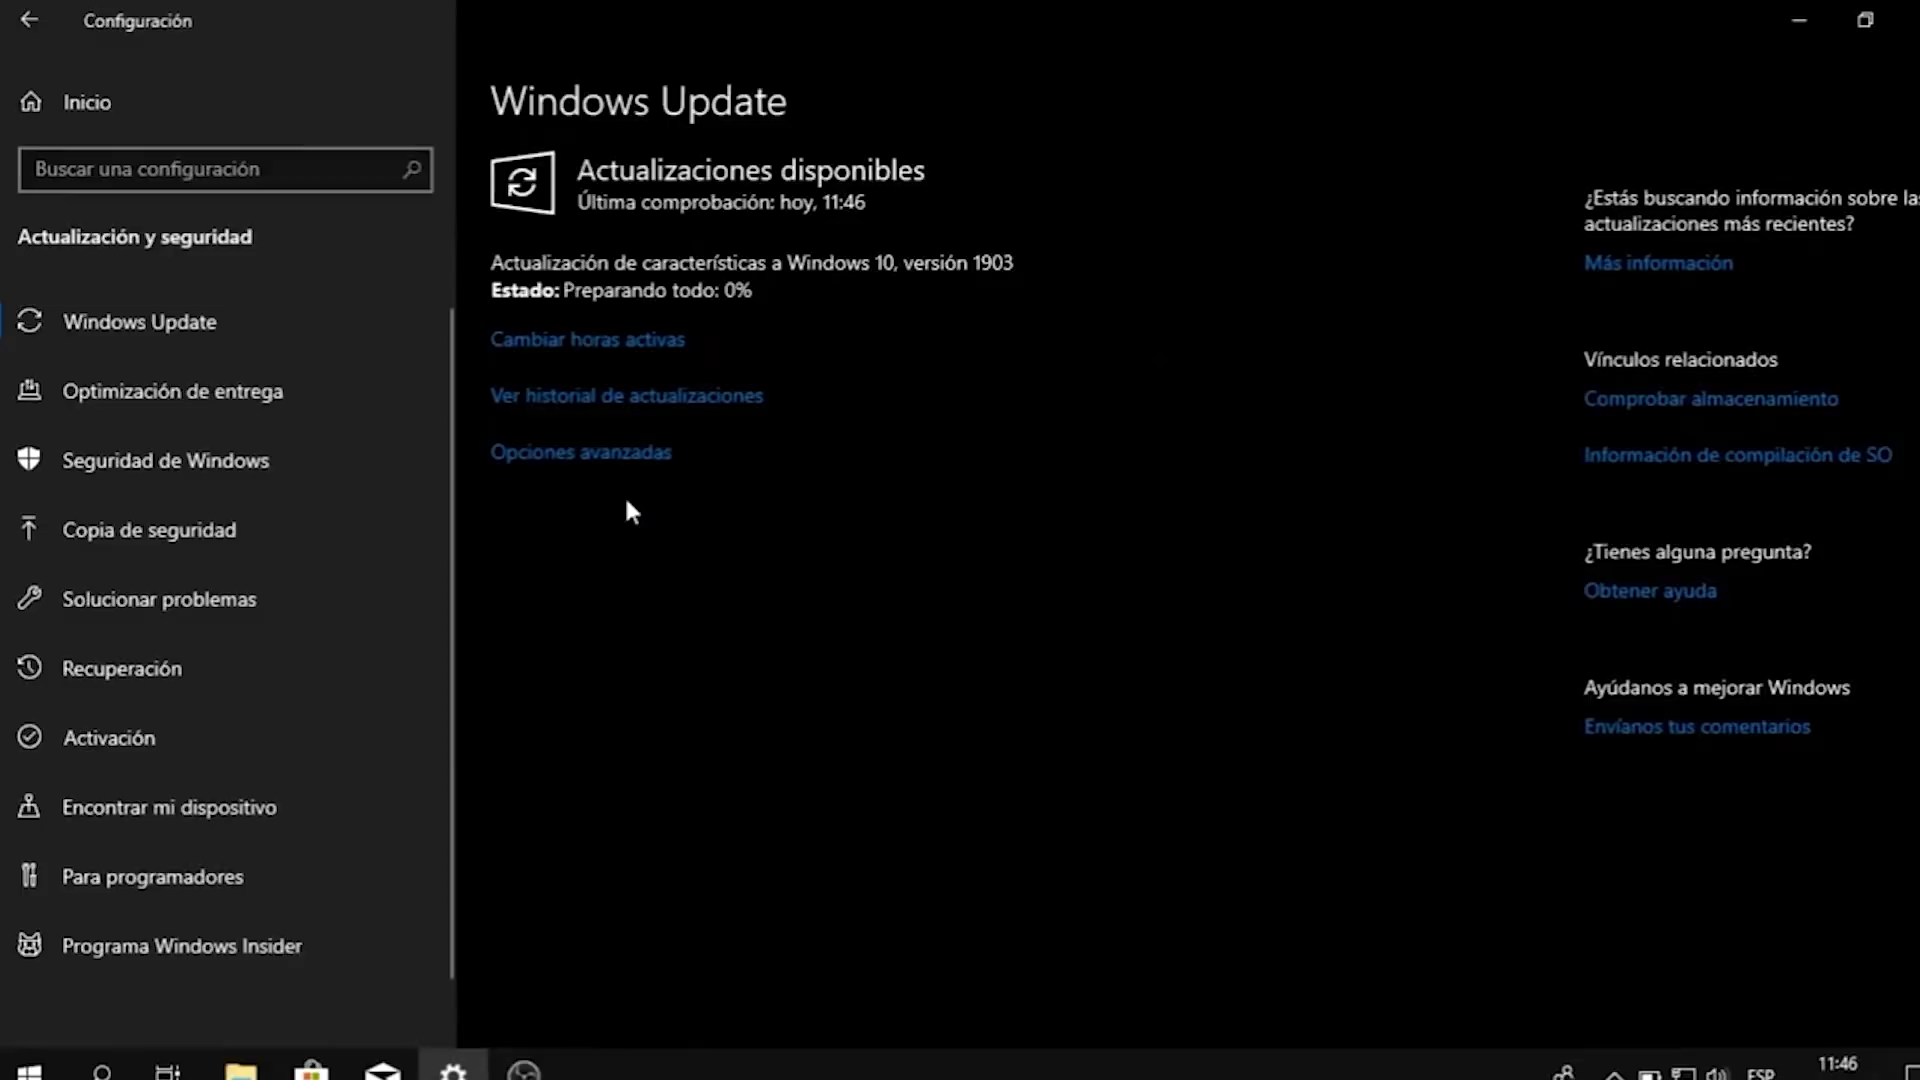 Configuración
Inicio
Buscar una configuración
Actualización y seguridad
Windows Update
Optimización de entrega
Seguridad de Windows
Copia de seguridad
Solucionar problemas
Recuperación
Activación
Encontrar mi dispositivo
Para programadores
Programa Windows Insider
Windows Update
Actualizaciones disponibles
Última comprobación: hoy, 11:46
Actualización de características a Windows 10, versión 1903
Estado: Preparando todo: 0%
Cambiar horas activas
Ver historial de actualizaciones
Opciones avanzadas
¿Estás buscando información sobre las
actualizaciones más recientes?
Más información
Vínculos relacionados
Comprobar almacenamiento
Información de compilación de SO
¿Tienes alguna pregunta?
Obtener ayuda
Ayúdanos a mejorar Windows
Envíanos tus comentarios
ESP
11:46